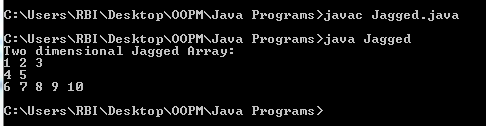 C:\Users\RBI\Desktop\OOPM\Java Programs>javac Jagged.java
C:\Users\RBI\Desktop\OOPM\Java Programs>java Jagged
Two dimensional Jagged Array:
1 2 3
4 5
6 7 8 9 10
C:\Users\RBI\Desktop\OOPM\Java Programs>